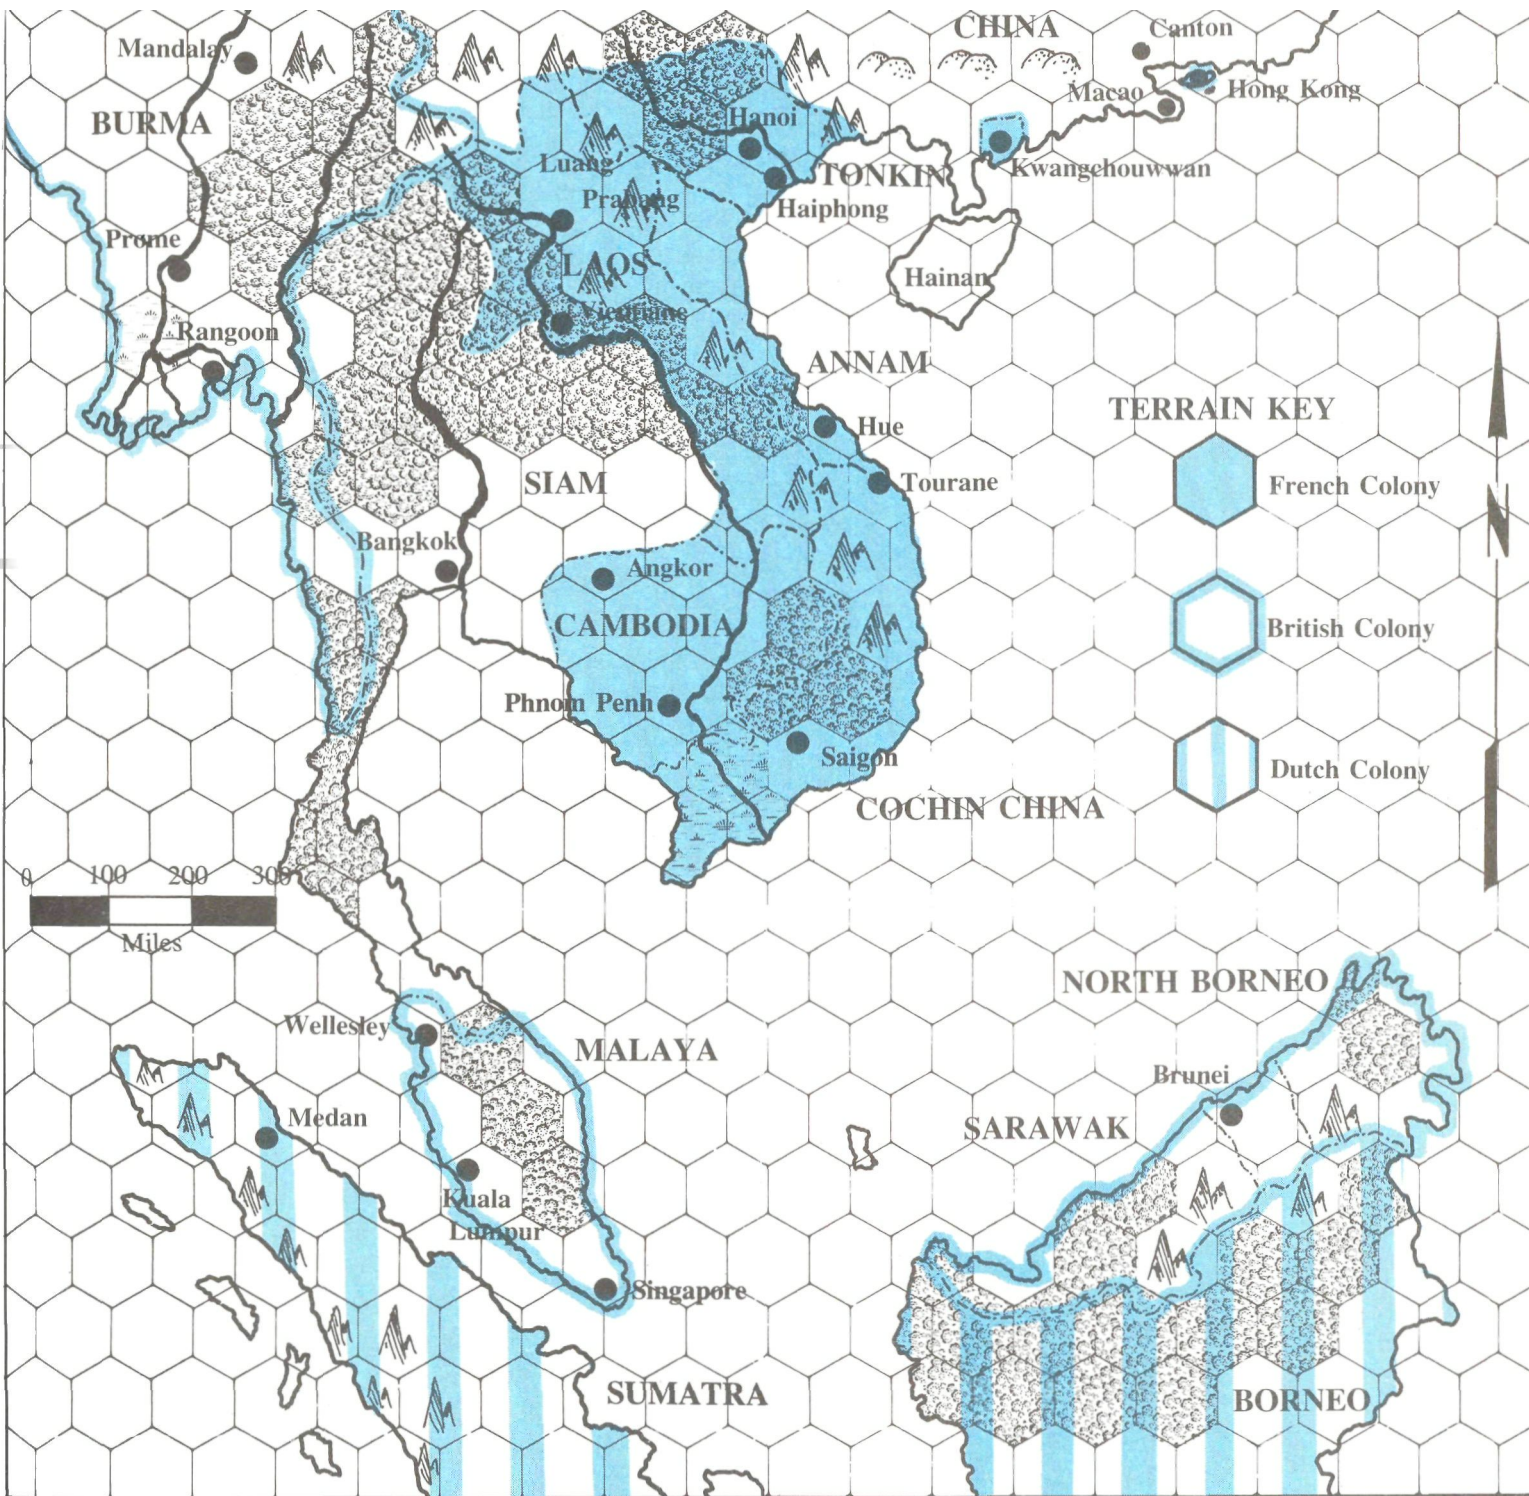 CHINA
Canton
Mandalay
Hong Kong
Macao
BURMA
Hanoi
Luang
Prabang
TONKIN
Kwangchouwwan
Haiphong
Prome
LAOS
Hainan
Vientiane
Rangoon
ANNAM
TERRAIN KEY
Hue
SIAM
Tourane
French Colony
N
Bangkok
Angkor
CAMBODIA
British Colony
Phnom Penh
Saigon
Dutch Colony
COCHIN CHINA
0 100 200 300
Miles
NORTH BORNEO
Wellesley
MALAYA
Brunei
Medan
SARAWAK
Kuala
Lumpur
Singapore
SUMATRA
BORNEO